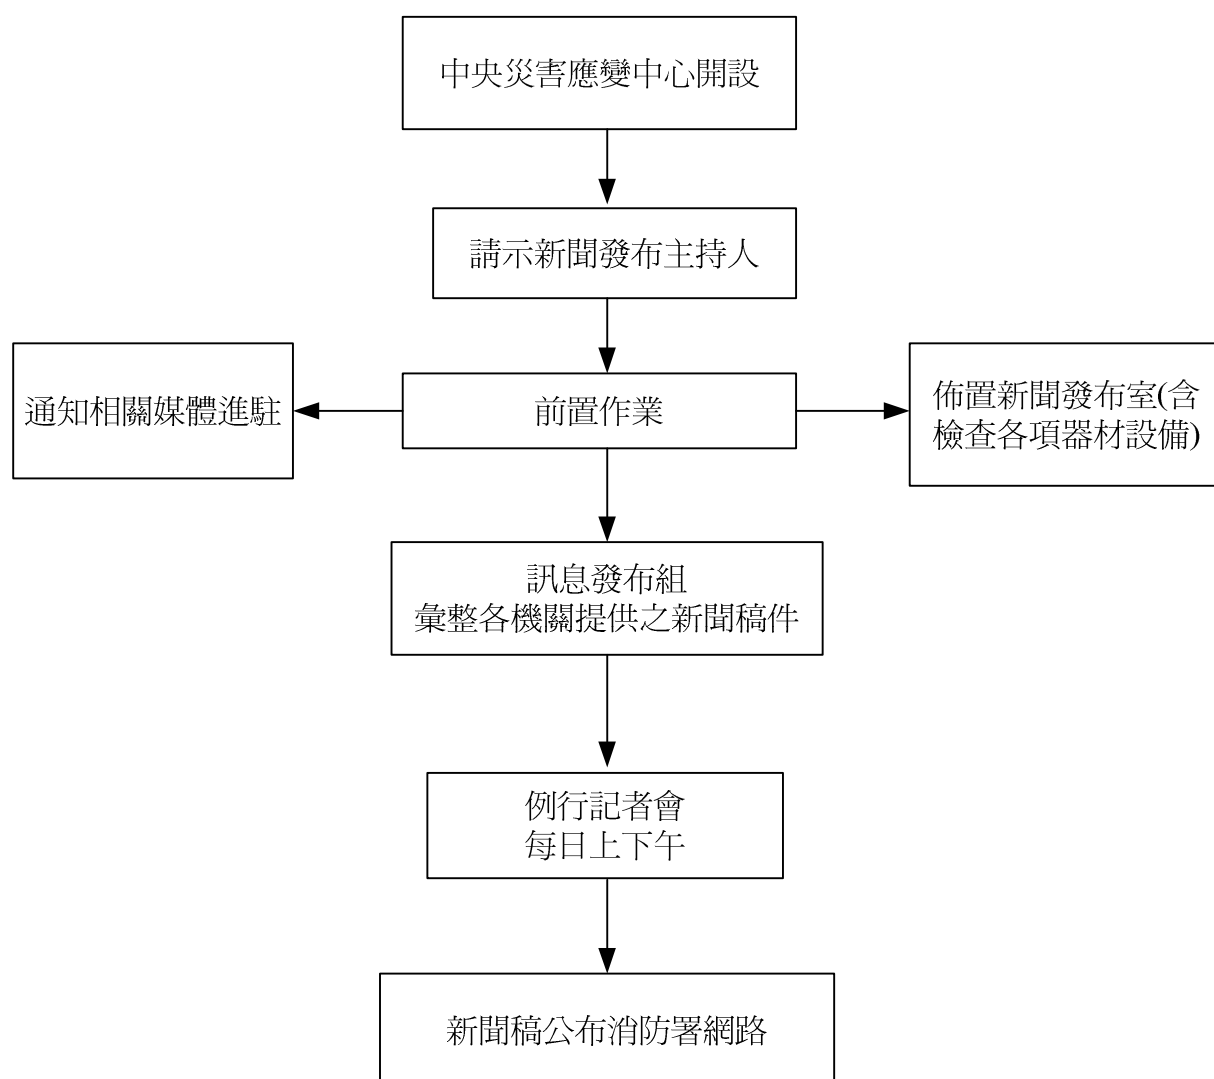 中央災害應變中心開設
請示新聞發布主持人
通知相關媒體進駐
前置作業
佈置新聞發布室(含
檢查各項器材設備)
訊息發布組
彙整各機關提供之新聞稿件
例行記者會
每日上下午
新聞稿公布消防署網路